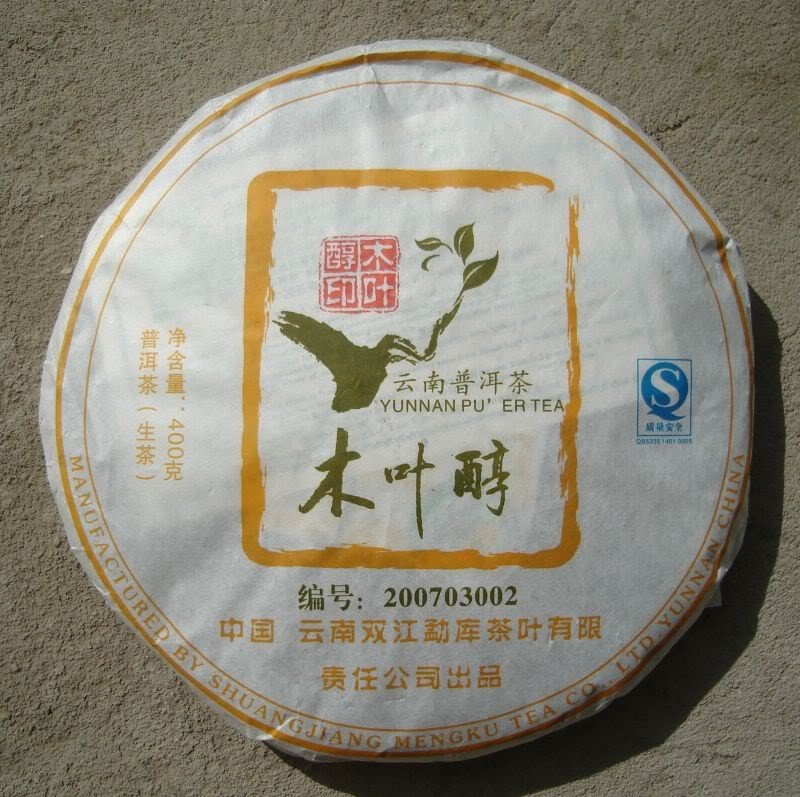 木叶
醇印
云南普洱茶
YUNNAN PU'ER TEA
木叶醇
净含量:400克
普洱茶(生茶)
质量安全
QS5335 1401 0005
编号: 200703002
中国 云南双江勐库茶叶有限
责任公司出品
MANUFACTURED BY SHUANGJIANG MENGKU TEA CO., LTD. YUNNAN CHINA